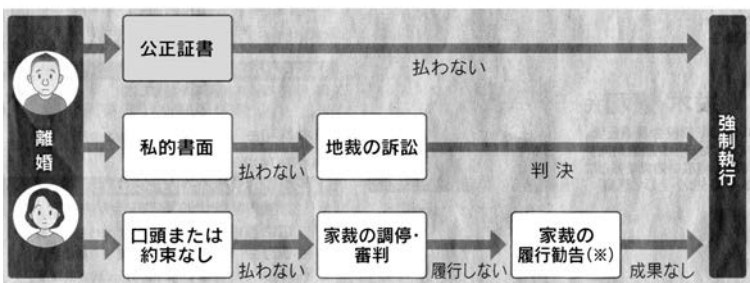 離婚
公正証書
払わない
強制執行
私的書面
払わない
地裁の訴訟
判決
口頭または
約束なし
払わない
家裁の調停・
審判
履行しない
家裁の
履行勧告(※)
成果なし